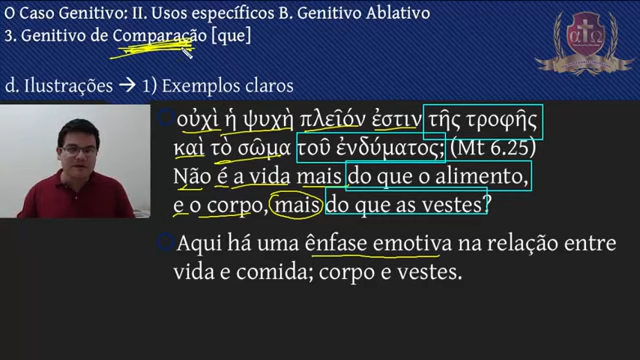 O Caso Genitivo: II. Usos específicos B. Genitivo Ablativo
3. Genitivo de Comparação [que]
d. Ilustrações → 1) Exemplos claros
οὐχὶ ἡ ψυχὴ πλεῖόν ἐστιν τῆς τροφῆς
καὶ τὸ σῶμα τοῦ ἐνδύματος; (Mt 6.25)
Não é a vida mais do que o alimento,
e o corpo, mais do que as vestes?
Aqui há uma ênfase emotiva na relação entre
vida e comida; corpo e vestes.